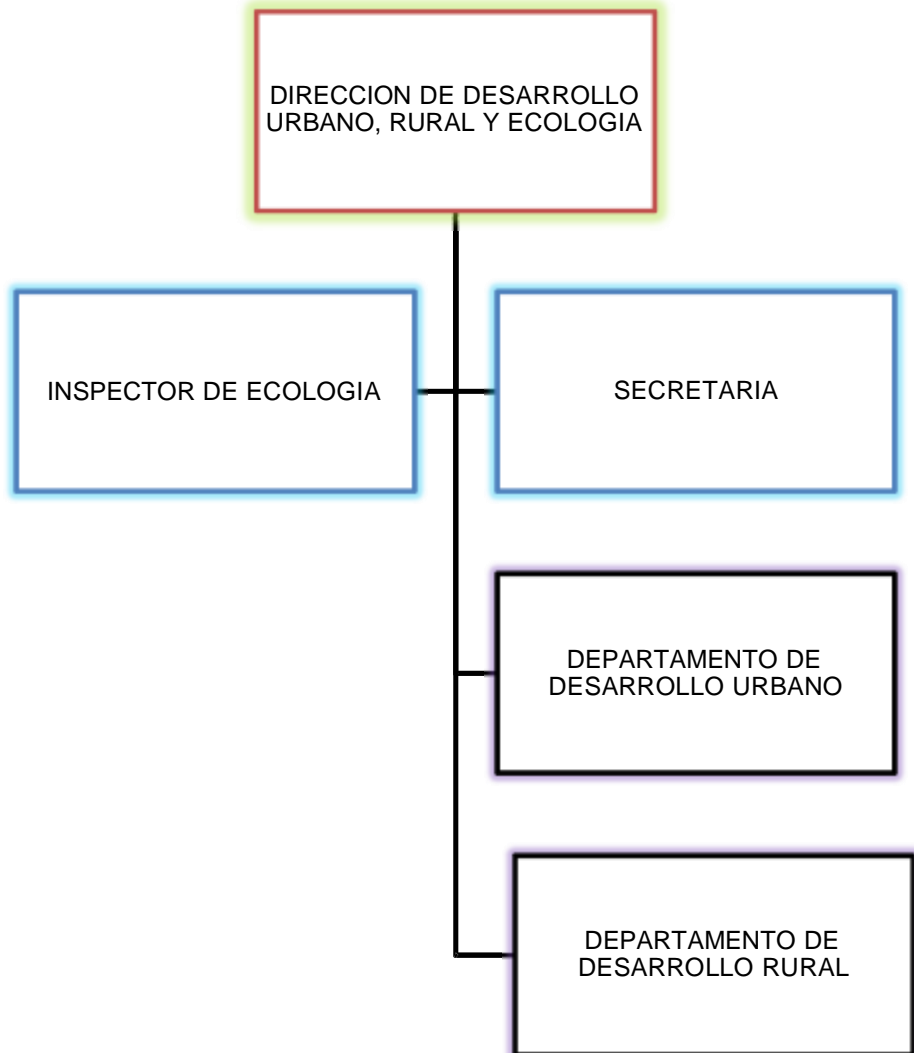 DIRECCION DE DESARROLLO
URBANO, RURAL Y ECOLOGIA
INSPECTOR DE ECOLOGIA
SECRETARIA
DEPARTAMENTO DE
DESARROLLO URBANO
DEPARTAMENTO DE
DESARROLLO RURAL